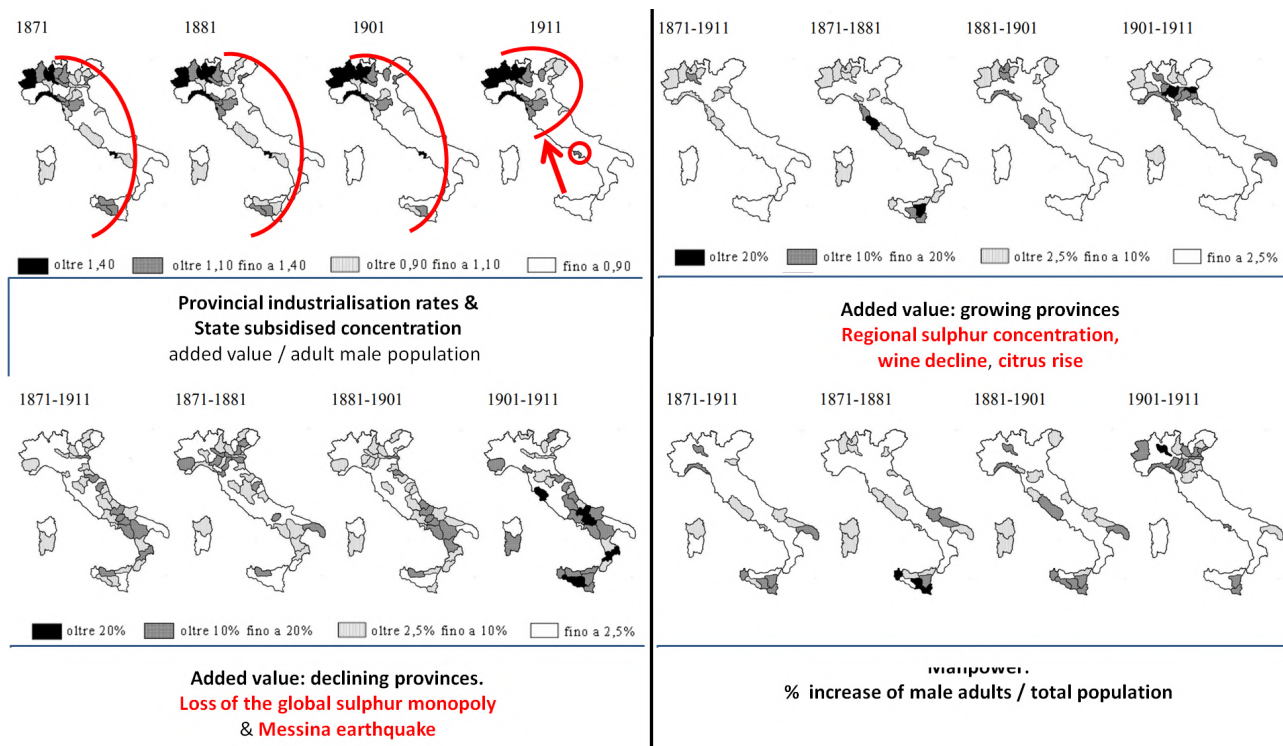 1871 1881 1901 1911
oltre 1,40 oltre 1,10 fino a 1,40 oltre 0,90 fino a 1,10 fino a 0,90
Provincial industrialisation rates &
State subsidised concentration
added value / adult male population
1871-1911 1871-1881 1881-1901 1901-1911
oltre 20% oltre 10% fino a 20% oltre 2,5% fino a 10% fino a 2,5%
Added value: growing provinces
Regional sulphur concentration,
wine decline, citrus rise
1871-1911 1871-1881 1881-1901 1901-1911
oltre 20% oltre 10% fino a 20% oltre 2,5% fino a 10% fino a 2,5%
Added value: declining provinces.
Loss of the global sulphur monopoly
& Messina earthquake
1871-1911 1871-1881 1881-1901 1901-1911
Manpower:
% increase of male adults / total population